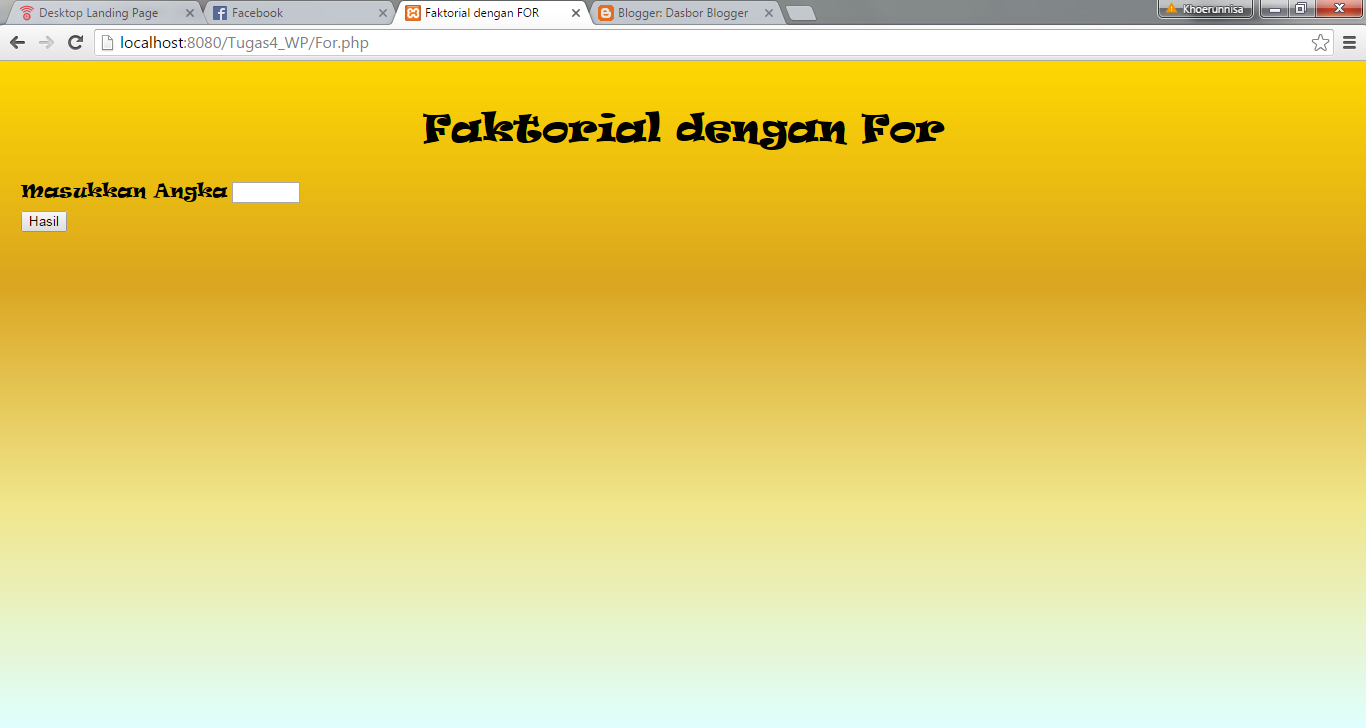 Desktop Landing Page
Facebook
Faktorial dengan FOR
Blogger: Dasbor Blogger
Khoerunnisa
localhost:8080/Tugas4_WP/For.php
Faktorial dengan For
Masukkan Angka
Hasil